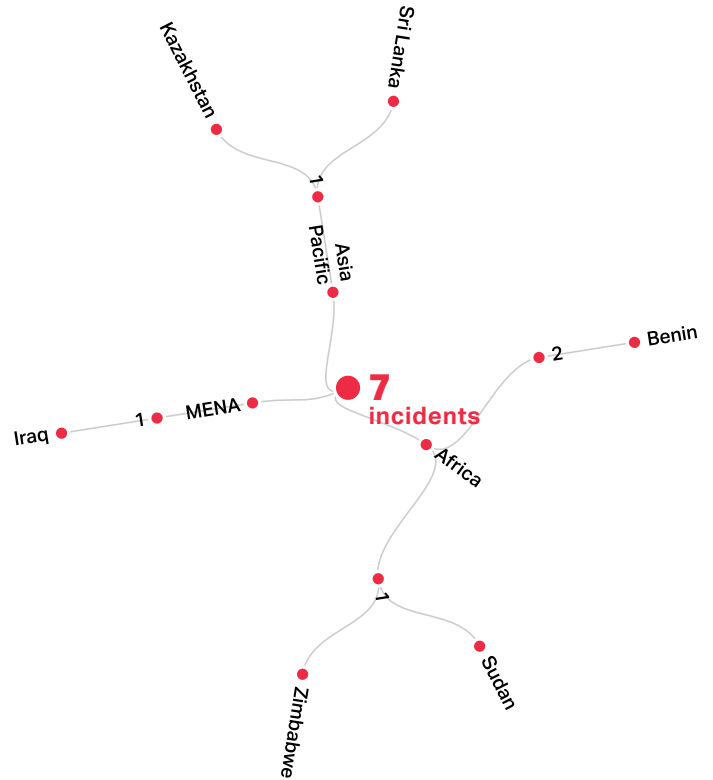 Kazakhstan
Sri Lanka
1
Asia
Pacific
2
Benin
7
incidents
MENA
1
Iraq
Africa
1
Sudan
Zimbabwe